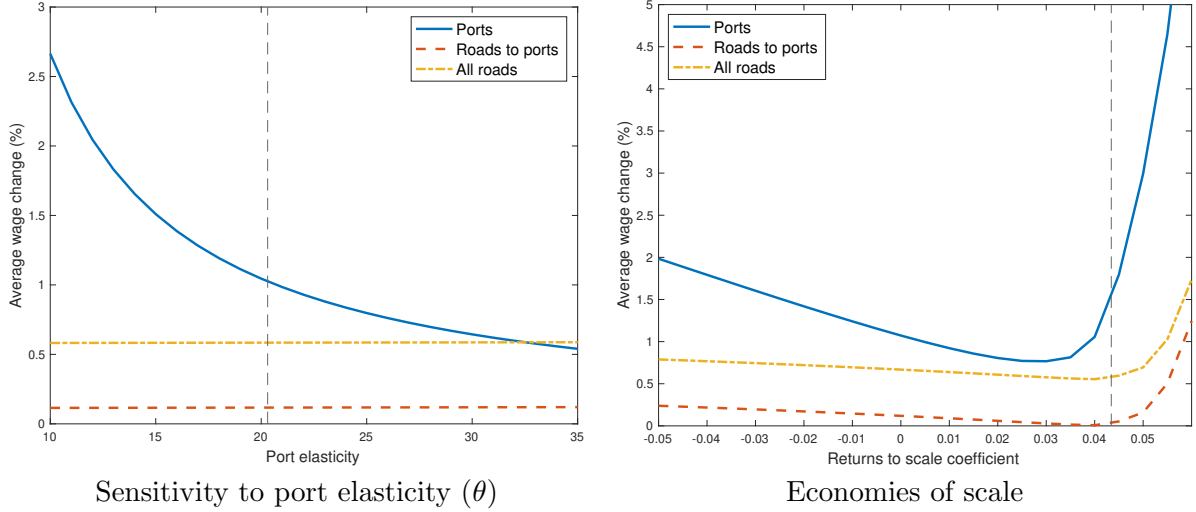 3
2.5
2
1.5
1
0.5
0
10
15
20
25
30
35
Average wage change (%)
Port elasticity
Ports
Roads to ports
All roads
Sensitivity to port elasticity (θ)
5
4.5
4
3.5
3
2.5
2
1.5
1
0.5
0
-0.05
-0.04
-0.03
-0.02
-0.01
0
0.01
0.02
0.03
0.04
0.05
Average wage change (%)
Returns to scale coefficient
Ports
Roads to ports
All roads
Economies of scale